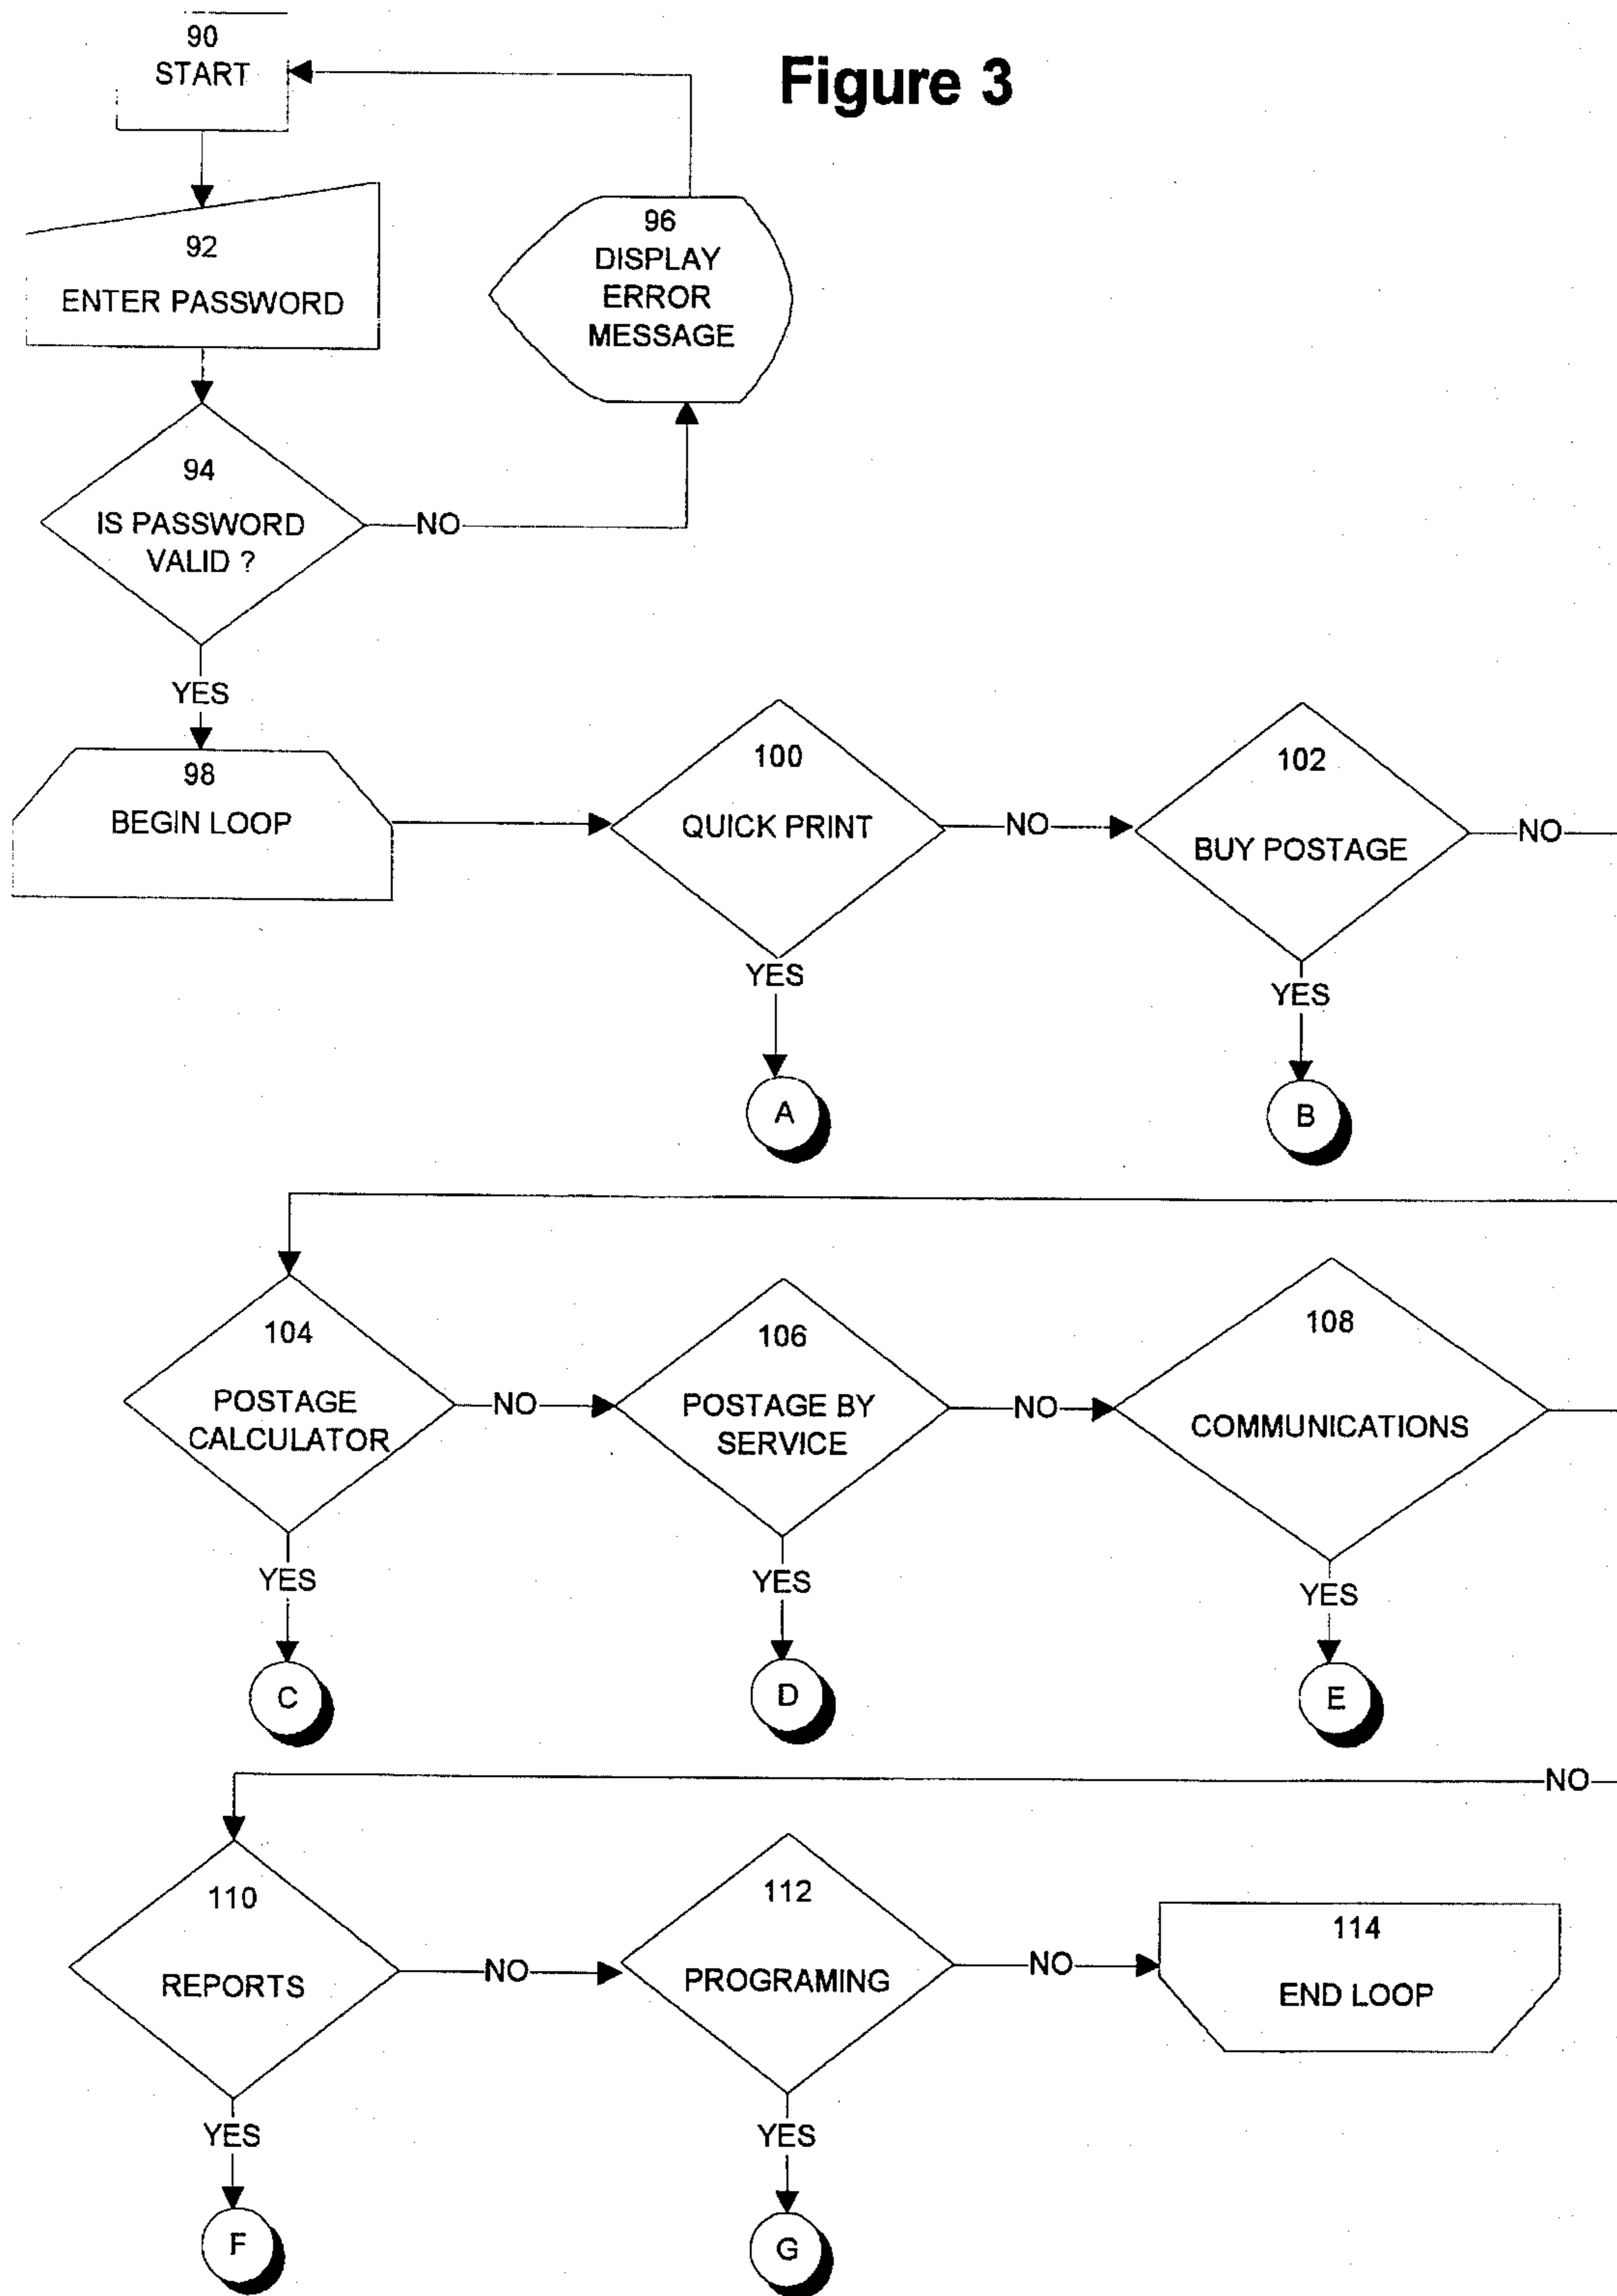 Figure 3
90
START
92
ENTER PASSWORD
96
DISPLAY
ERROR
MESSAGE
94
IS PASSWORD
VALID ?
NO
YES
98
BEGIN LOOP
100
QUICK PRINT
NO
102
BUY POSTAGE
NO
YES
YES
A
B
104
POSTAGE
CALCULATOR
NO
106
POSTAGE BY
SERVICE
NO
108
COMMUNICATIONS
YES
YES
YES
C
D
E
NO
110
REPORTS
NO
112
PROGRAMING
NO
114
END LOOP
YES
YES
F
G